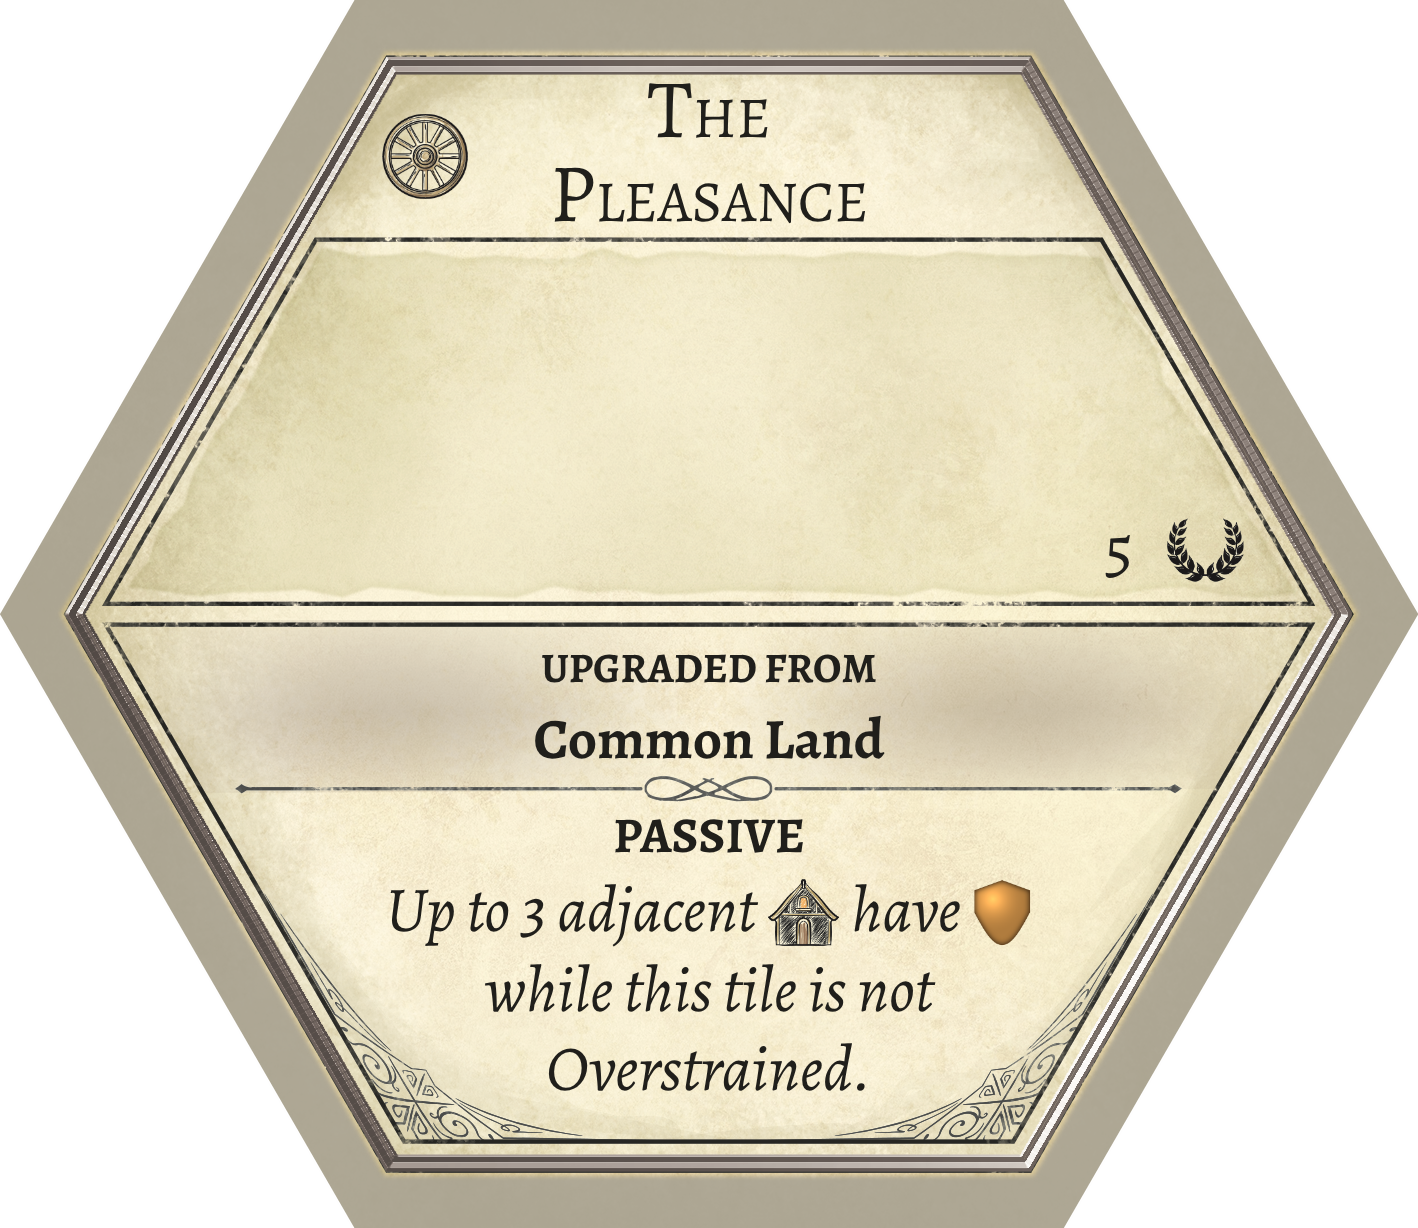 The
Pleasance
5
UPGRADED FROM
Common Land
PASSIVE
Up to 3 adjacent have
while this tile is not
Overstrained.